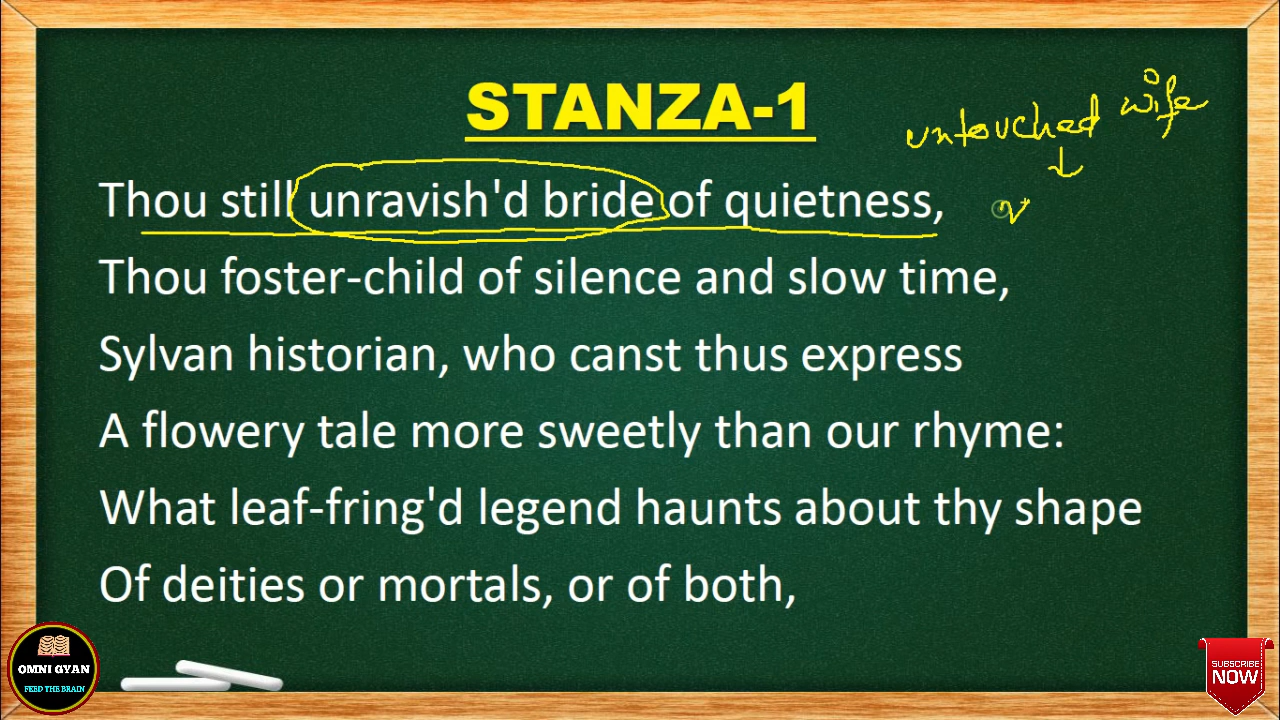 STANZA-1
untouched wife
Thou still unravish'd bride of quietness,
Thou foster-child of silence and slow time,
Sylvan historian, who canst thus express
A flowery tale more sweetly than our rhyme:
What leaf-fring'd legend haunts about thy shape
Of deities or mortals, or of both,
OMNI GYAN
FEED THE BRAIN
SUBSCRIBE
NOW